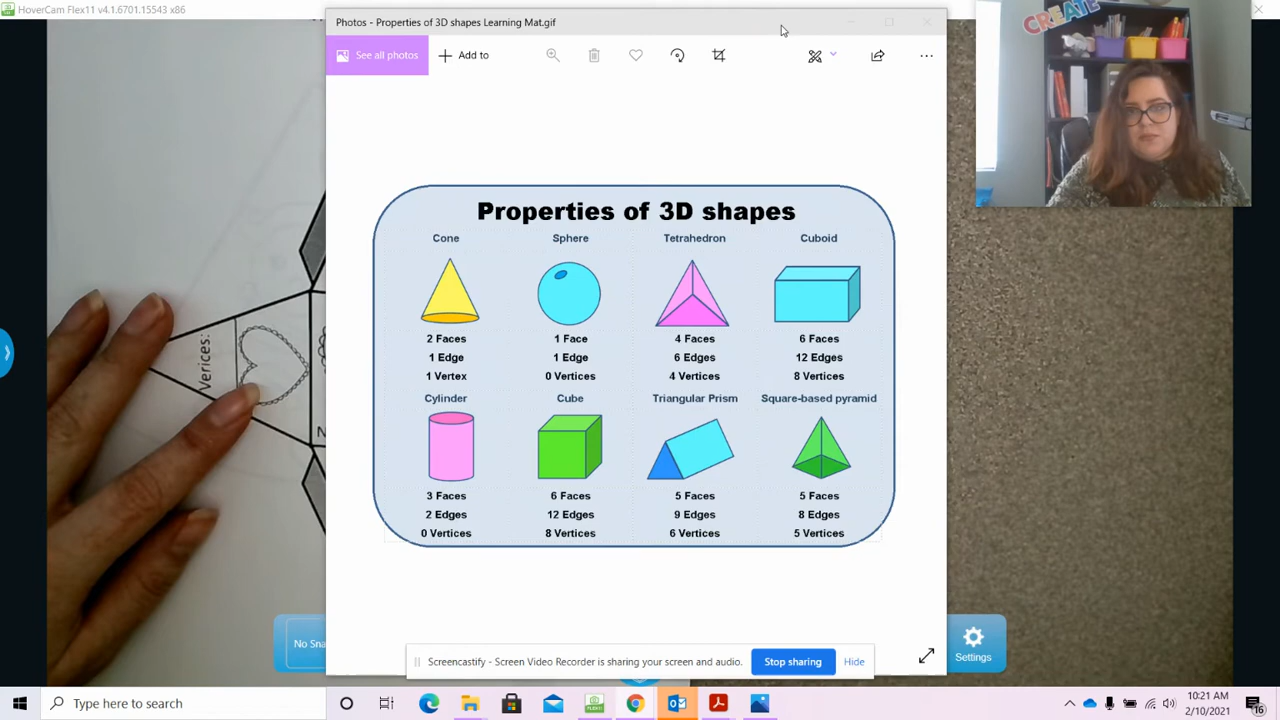 HoverCam Flex11 v4.1.6701.15543 x86
Photos - Properties of 3D shapes Learning Mat.gif
CREATE
See all photos
Add to
Properties of 3D shapes
Cone
Sphere
Tetrahedron
Cuboid
2 Faces
1 Face
4 Faces
6 Faces
1 Edge
1 Edge
6 Edges
12 Edges
1 Vertex
0 Vertices
4 Vertices
8 Vertices
Cylinder
Cube
Triangular Prism
Square-based pyramid
3 Faces
6 Faces
5 Faces
5 Faces
2 Edges
12 Edges
9 Edges
8 Edges
0 Vertices
8 Vertices
6 Vertices
5 Vertices
Verices:
No Sna
Settings
Screencastify - Screen Video Recorder is sharing your screen and audio.
Stop sharing
Hide
Type here to search
10:21 AM
2/10/2021
16